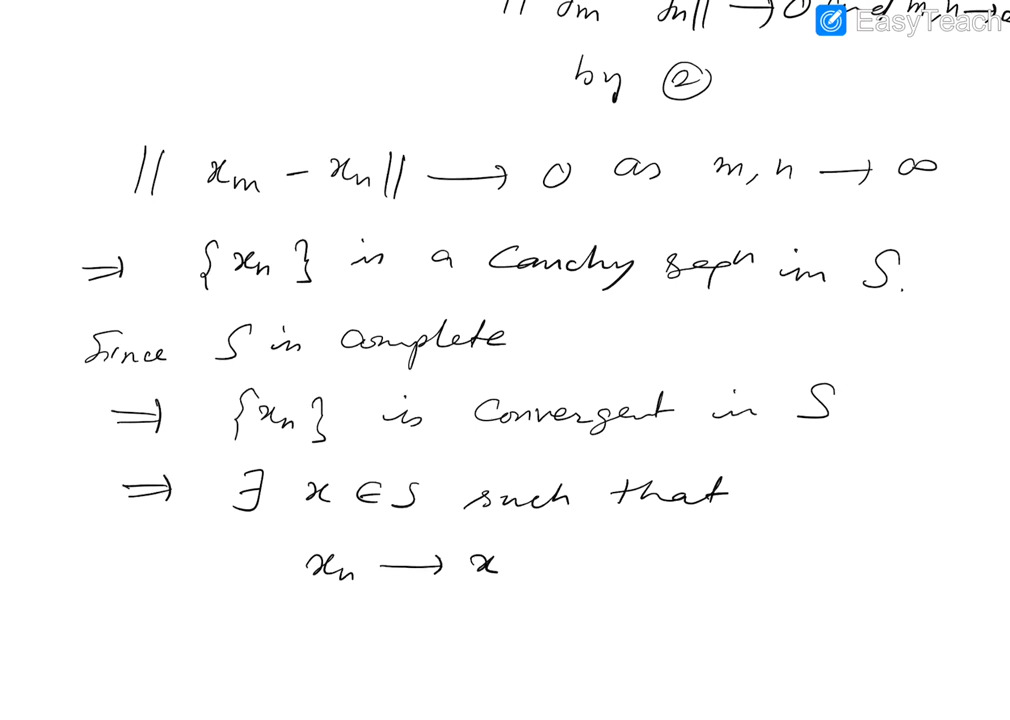 EasyTeach
by ②
|| xₘ - xₙ || → 0 as m, n → ∞
⇒ {xₙ} is a Cauchy seqⁿ in S.
Since S is complete
⇒ {xₙ} is convergent in S
⇒ ∃ x ∈ S such that
xₙ → x